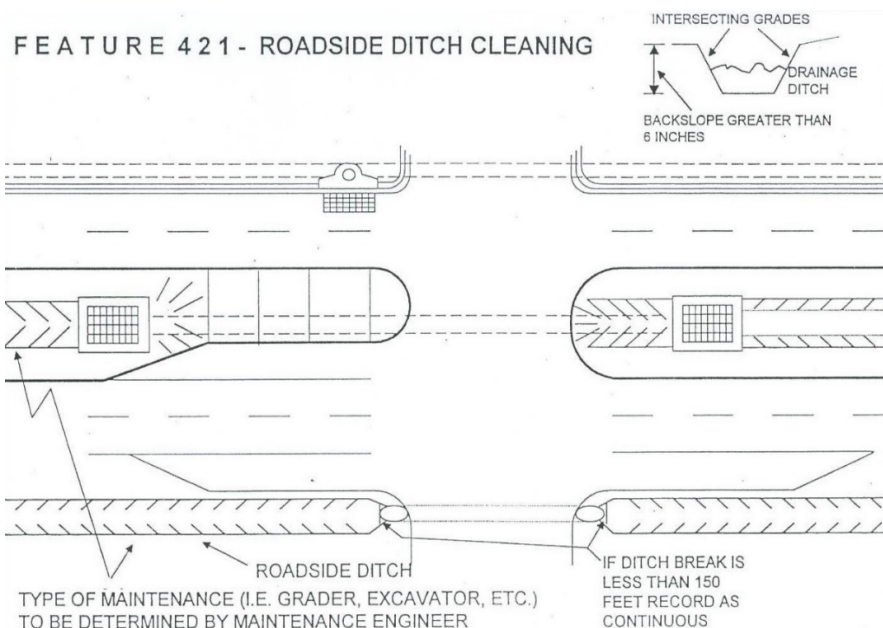 FEATURE 421 - ROADSIDE DITCH CLEANING
INTERSECTING GRADES
DRAINAGE
DITCH
BACKSLOPE GREATER THAN
6 INCHES
ROADSIDE DITCH
TYPE OF MAINTENANCE (I.E. GRADER, EXCAVATOR, ETC.)
TO BE DETERMINED BY MAINTENANCE ENGINEER
IF DITCH BREAK IS
LESS THAN 150
FEET RECORD AS
CONTINUOUS